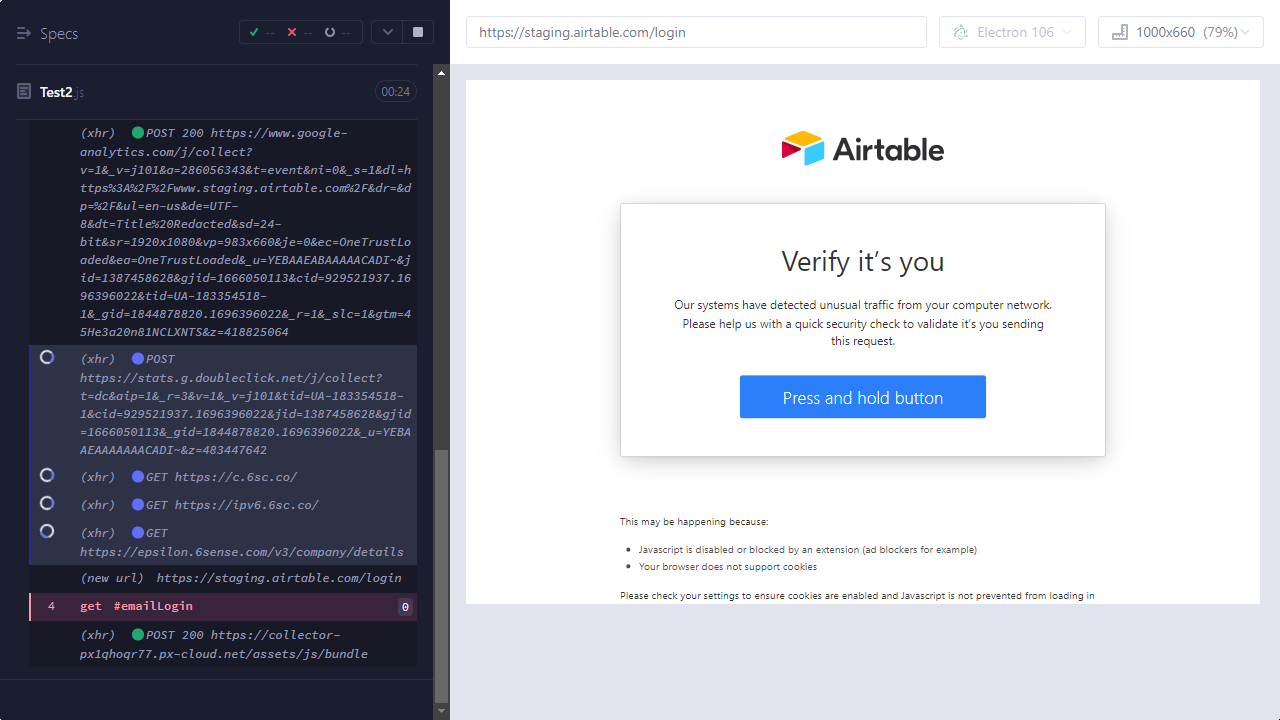 Specs
-- -- --
Test2.js 00:24
(xhr) POST 200 https://www.google-
analytics.com/j/collect?
v=1&_v=j101&a=286056343&t=event&ni=0&_s=1&dl=h
ttps%3A%2F%2Fwww.staging.airtable.com%2F&dr=&d
p=%2F&ul=en-us&de=UTF-
8&dt=Title%20Redacted&sd=24-
bit&sr=1920x1080&vp=983x660&je=0&ec=OneTrustLo
aded&ea=OneTrustLoaded&_u=YEBAAEABAAAAACADI~&j
id=1387458628&gjid=1666050113&cid=929521937.16
96396022&tid=UA-183354518-
1&_gid=1844878820.1696396022&_r=1&_slc=1&gtm=4
5He3a20n81NCLXNTS&z=418825064
(xhr) POST
https://stats.g.doubleclick.net/j/collect?
t=dc&aip=1&_r=3&v=1&_v=j101&tid=UA-183354518-
1&cid=929521937.1696396022&jid=1387458628&gjid
=1666050113&_gid=1844878820.1696396022&_u=YEBA
AEAAAAAAACADI~&z=483447642
(xhr) GET https://c.6sc.co/
(xhr) GET https://ipv6.6sc.co/
(xhr) GET
https://epsilon.6sense.com/v3/company/details
(new url) https://staging.airtable.com/login
4 get #emailLogin 0
(xhr) POST 200 https://collector-
px1qhoqr77.px-cloud.net/assets/js/bundle
https://staging.airtable.com/login
Electron 106
1000x660 (79%)
Airtable
Verify it's you
Our systems have detected unusual traffic from your computer network.
Please help us with a quick security check to validate it's you sending
this request.
Press and hold button
This may be happening because:
• Javascript is disabled or blocked by an extension (ad blockers for example)
• Your browser does not support cookies
Please check your settings to ensure cookies are enabled and Javascript is not prevented from loading in